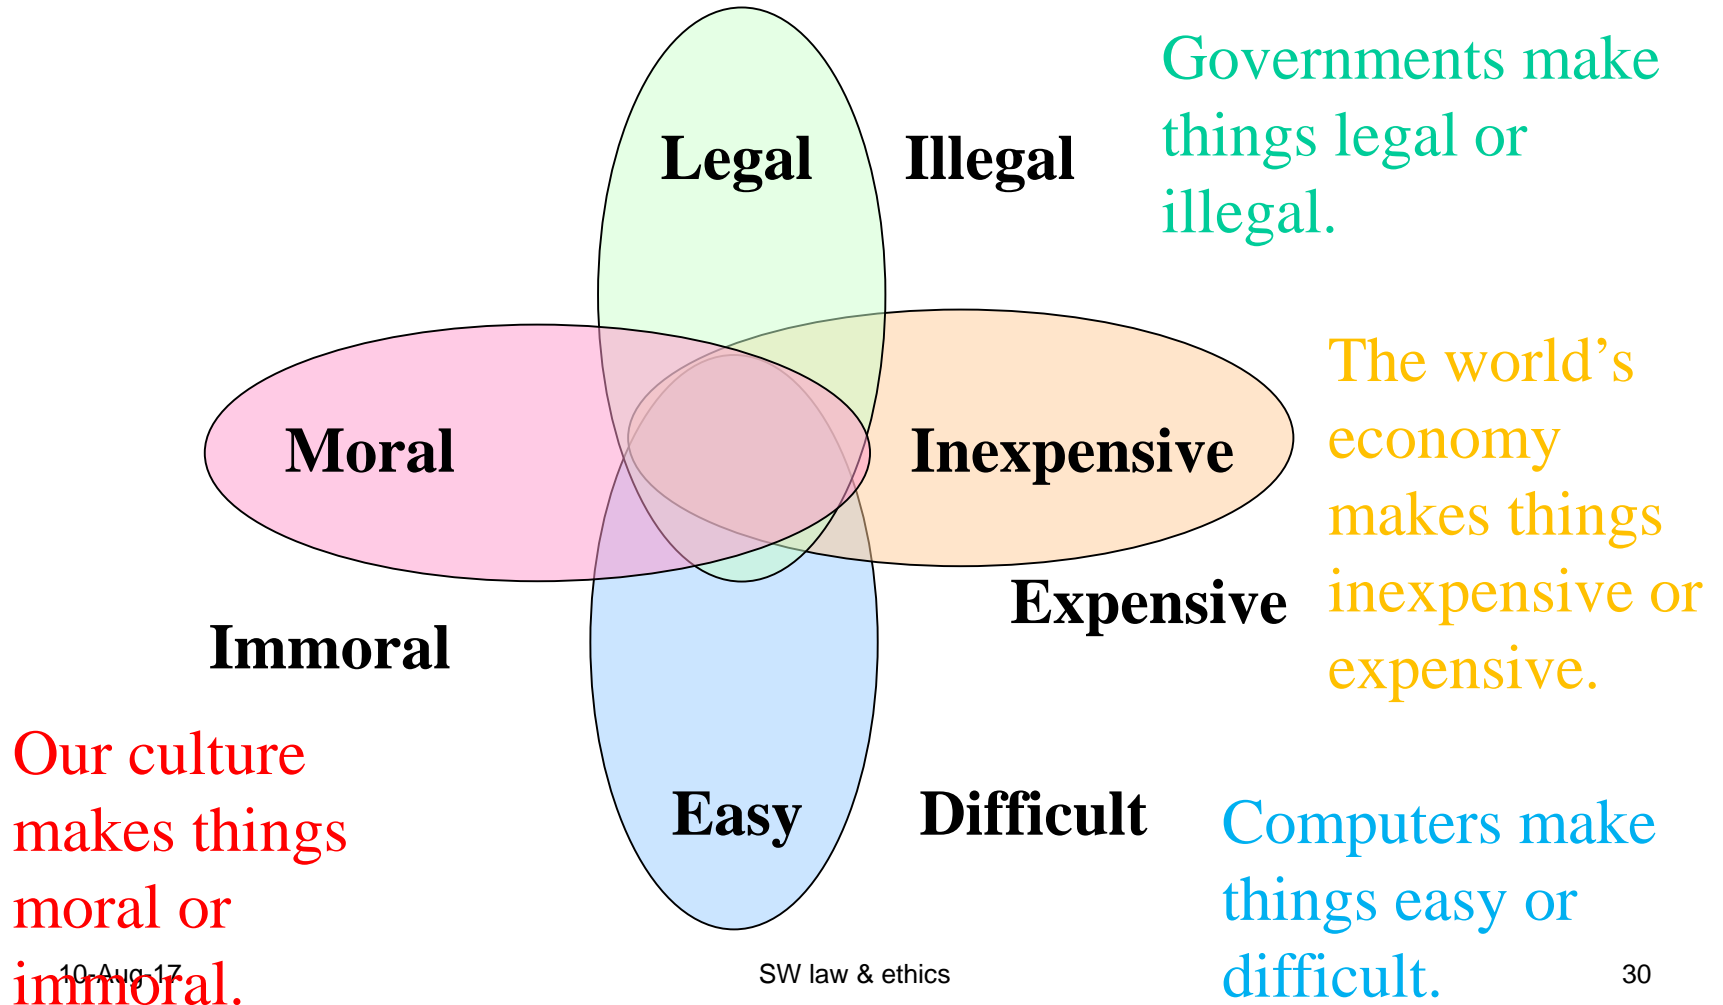 Governments make
things legal or
illegal.
Legal
Illegal
The world’s
economy
makes things
inexpensive or
expensive.
Moral
Inexpensive
Expensive
Immoral
Our culture
makes things
moral or
immoral.
Easy
Difficult
Computers make
things easy or
difficult.
10-Aug-17
SW law & ethics
30